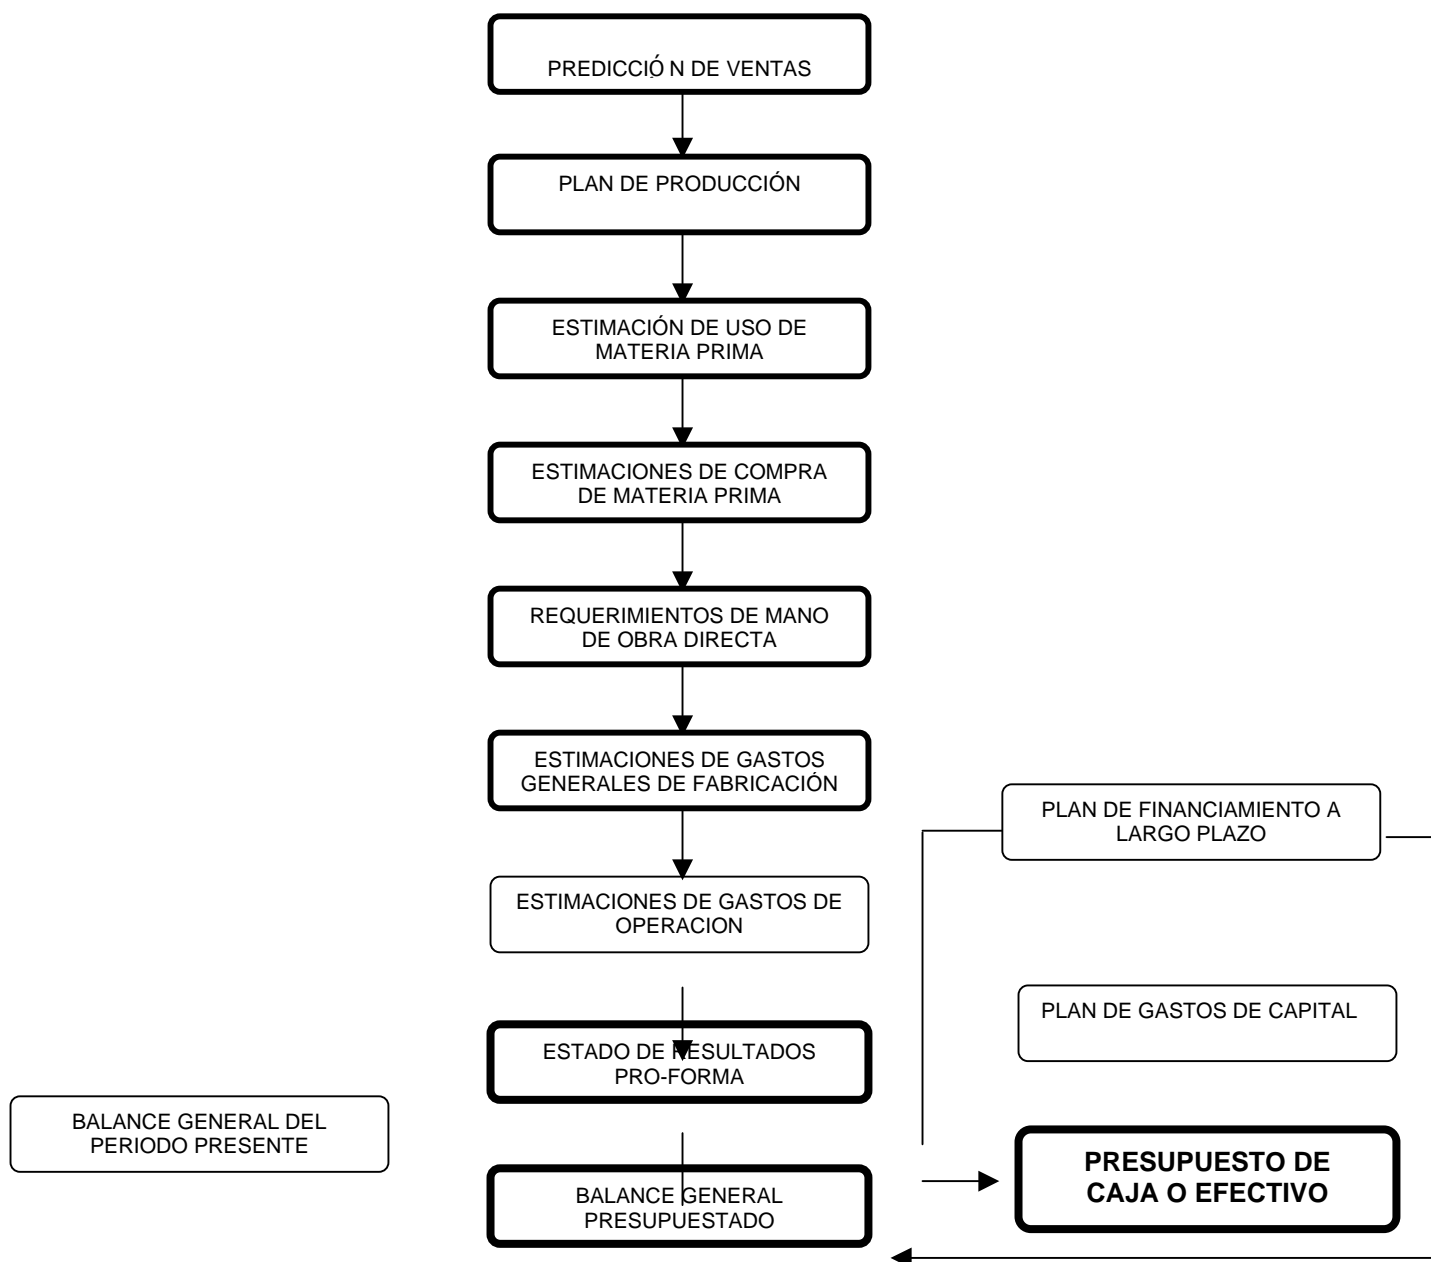 PREDICCIÓN DE VENTAS
PLAN DE PRODUCCIÓN
ESTIMACIÓN DE USO DE
MATERIA PRIMA
ESTIMACIONES DE COMPRA
DE MATERIA PRIMA
REQUERIMIENTOS DE MANO
DE OBRA DIRECTA
ESTIMACIONES DE GASTOS
GENERALES DE FABRICACIÓN
PLAN DE FINANCIAMIENTO A
LARGO PLAZO
ESTIMACIONES DE GASTOS DE
OPERACION
PLAN DE GASTOS DE CAPITAL
ESTADO DE RESULTADOS
PRO-FORMA
BALANCE GENERAL DEL
PERIODO PRESENTE
PRESUPUESTO DE
CAJA O EFECTIVO
BALANCE GENERAL
PRESUPUESTADO